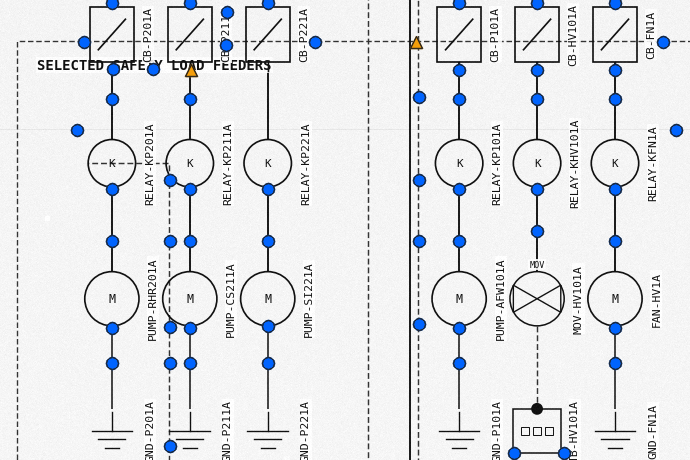 CB-P201A
CB-P211A
CB-P221A
CB-P101A
CB-HV101A
CB-FN1A
SELECTED SAFETY LOAD FEEDERS
K
RELAY-KP201A
K
RELAY-KP211A
K
RELAY-KP221A
K
RELAY-KP101A
K
RELAY-KHV101A
K
RELAY-KFN1A
M
PUMP-RHR201A
M
PUMP-CS211A
M
PUMP-SI221A
M
PUMP-AFW101A
MOV
MOV-HV101A
M
FAN-HV1A
GND-P201A
GND-P211A
GND-P221A
GND-P101A
TB-HV101A
GND-FN1A